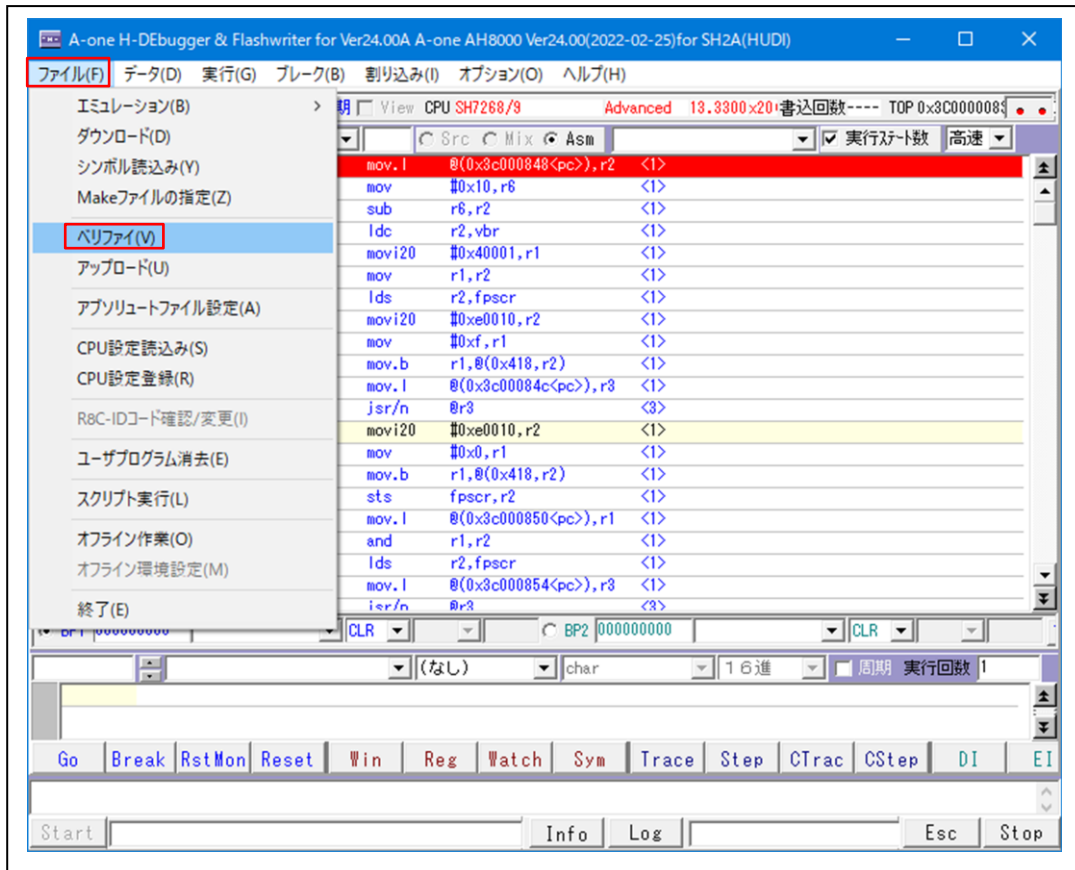 A-one H-DEbugger & Flashwriter for Ver24.00A A-one AH8000 Ver24.00(2022-02-25)for SH2A(HUDI)
ファイル(F) データ(D) 実行(G) ブレーク(B) 割り込み(I) オプション(O) ヘルプ(H)
エミュレーション(B)
ダウンロード(D)
シンボル読込み(Y)
Makeファイルの指定(Z)
ベリファイ(V)
アップロード(U)
アブソリュートファイル設定(A)
CPU設定読込み(S)
CPU設定登録(R)
R8C-IDコード確認/変更(I)
ユーザプログラム消去(E)
スクリプト実行(L)
オフライン作業(O)
オフライン環境設定(M)
終了(E)
期 View CPU SH7268/9 Advanced 13.3300×20 書込回数---- TOP 0x3C000008
Src Mix Asm 実行ステート数 高速
mov.l @(0x3c000848<pc>),r2 <1>
mov #0x10,r6 <1>
sub r6,r2 <1>
ldc r2,vbr <1>
movi20 #0x40001,r1 <1>
mov r1,r2 <1>
lds r2,fpscr <1>
movi20 #0xe0010,r2 <1>
mov #0xf,r1 <1>
mov.b r1,@(0x418,r2) <1>
mov.l @(0x3c00084c<pc>),r3 <1>
jsr/n @r3 <3>
movi20 #0xe0010,r2 <1>
mov #0x0,r1 <1>
mov.b r1,@(0x418,r2) <1>
sts fpscr,r2 <1>
mov.l @(0x3c000850<pc>),r1 <1>
and r1,r2 <1>
lds r2,fpscr <1>
mov.l @(0x3c000854<pc>),r3 <1>
jsr/n @r3 <3>
BP1 000000000 CLR BP2 000000000 CLR
(なし) char 16進 周期 実行回数 1
Go Break RstMon Reset Win Reg Watch Sym Trace Step CTrac CStep DI EI
Start Info Log Esc Stop